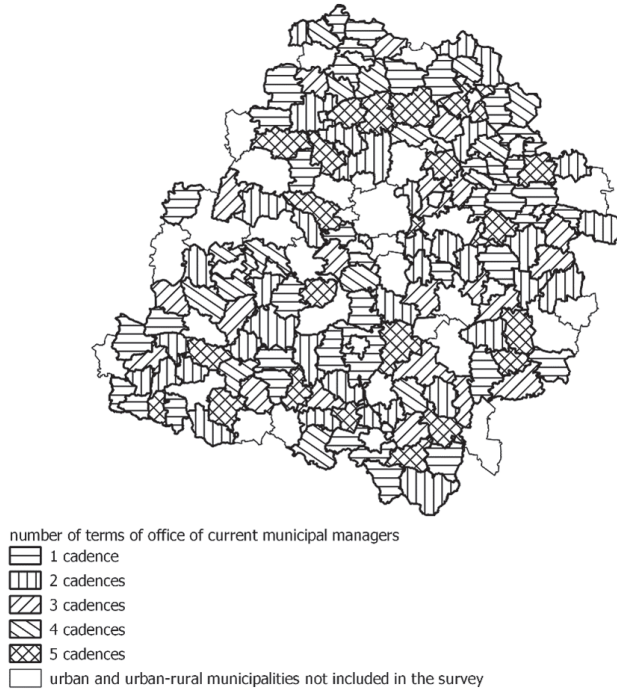 number of terms of office of current municipal managers
1 cadence
2 cadences
3 cadences
4 cadences
5 cadences
urban and urban-rural municipalities not included in the survey